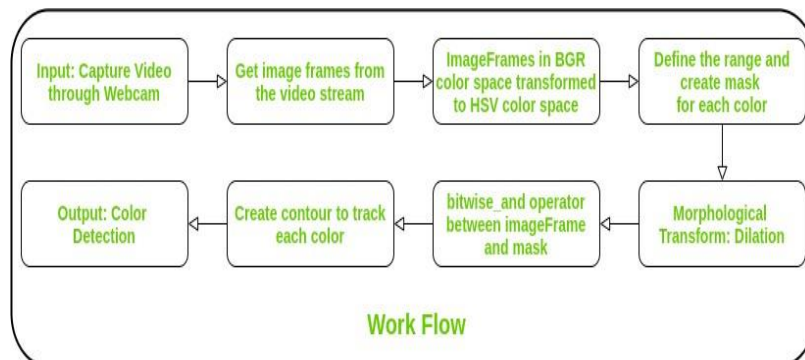 Input: Capture Video
through Webcam
Get image frames from
the video stream
ImageFrames in BGR
color space transformed
to HSV color space
Define the range and
create mask
for each color
Morphological
Transform: Dilation
bitwise_and operator
between imageFrame
and mask
Create contour to track
each color
Output: Color
Detection
Work Flow